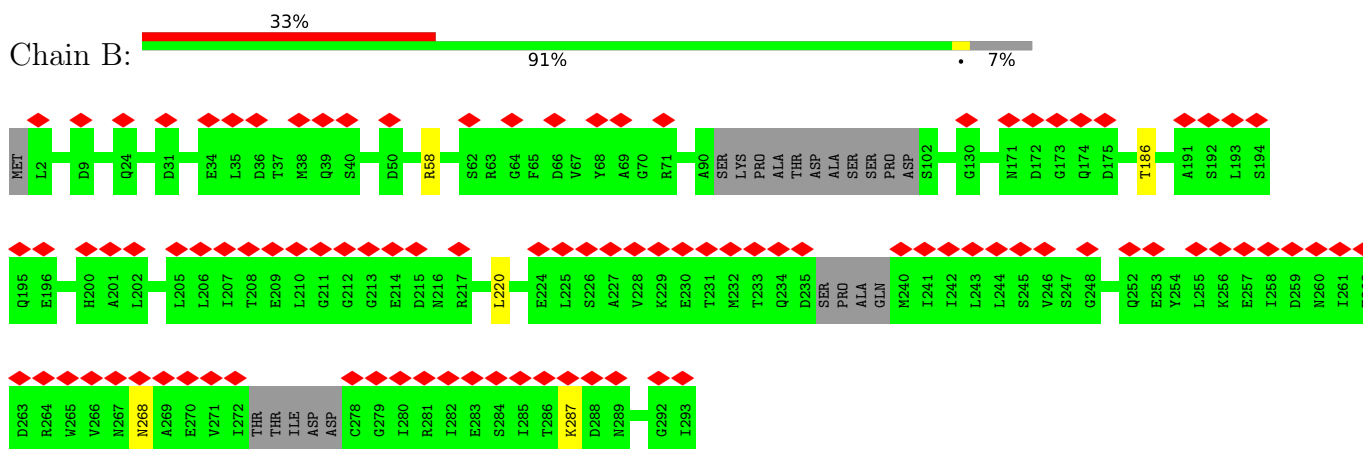 33%
Chain B:
91% • 7%
MET L2 D9 Q24 D31 E34 L35 D36 T37 M38 Q39 S40 D50 R58 S62 R63 G64 F65 D66 V67 Y68 A69 G70 R71 A90 SER LYS PRO ALA THR ASP ALA SER SER PRO ASP S102 G130 N171 D172 G173 Q174 D175 T186 A191 S192 L193 S194
Q195 E196 H200 A201 L202 L205 L206 I207 T208 E209 L210 G211 G212 G213 E214 D215 N216 R217 L220 E224 L225 S226 A227 V228 K229 E230 T231 M232 T233 Q234 D235 SER PRO ALA GLN M240 I241 I242 L243 L244 S245 V246 S247 G248 Q252 E253 Y254 L255 K256 E257 I258 D259 N260 I261
D263 R264 W265 V266 N267 N268 A269 E270 V271 I272 THR THR ILE ASP ASP C278 G279 I280 R281 I282 E283 S284 I285 T286 K287 D288 N289 G292 I293